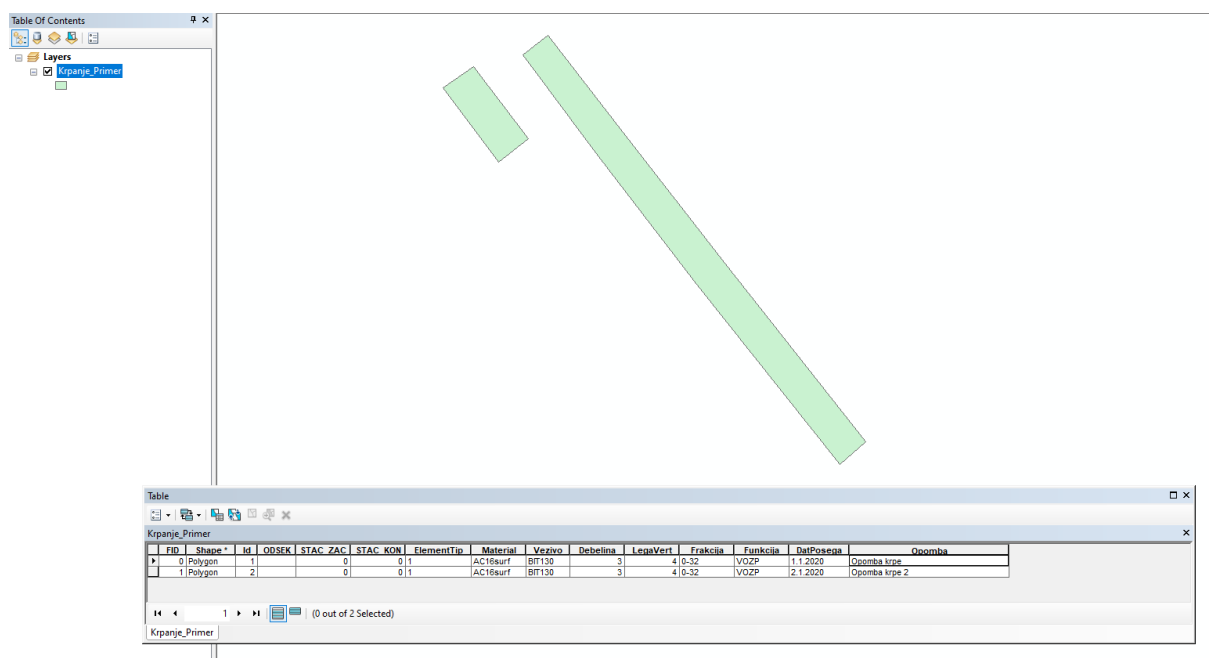 Table Of Contents
Layers
Krpanje_Primer
Table
Krpanje_Primer
FID Shape * Id ODSEK STAC_ZAC STAC_KON ElementTip Material Vezivo Debelina LegaVert Frakcija Funkcija DatPosega Opomba
0 Polygon 1 0 0 1 AC16surf BIT130 3 4 0-32 VOZP 1.1.2020 Opomba krpe
1 Polygon 2 0 0 1 AC16surf BIT130 3 4 0-32 VOZP 2.1.2020 Opomba krpe 2
1 (0 out of 2 Selected)
Krpanje_Primer